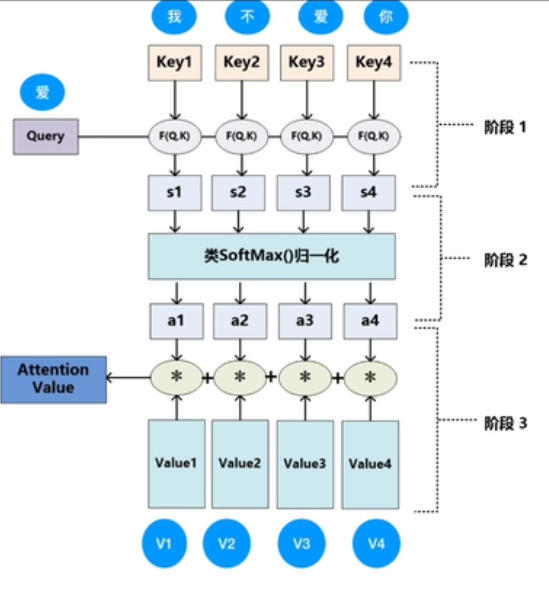 我 不 爱 你
Key1 Key2 Key3 Key4
爱
Query F(Q,K) F(Q,K) F(Q,K) F(Q,K)
阶段 1
s1 s2 s3 s4
类SoftMax()归一化
阶段 2
a1 a2 a3 a4
Attention
Value
* + * + * + *
阶段 3
Value1 Value2 Value3 Value4
V1 V2 V3 V4